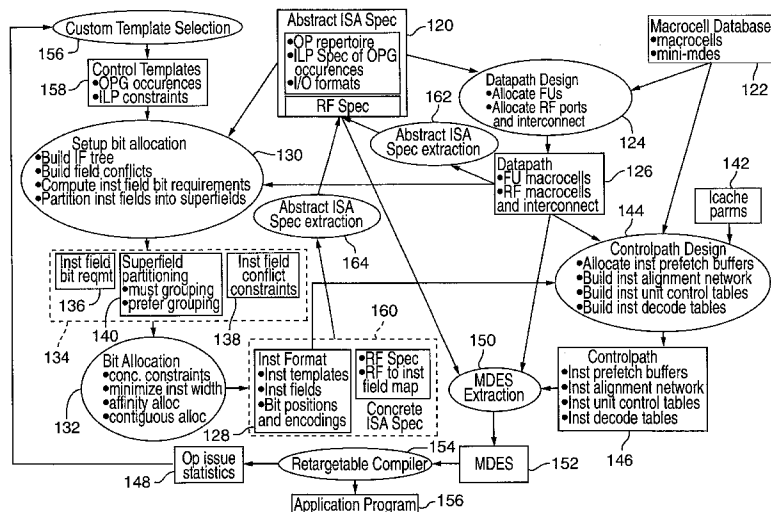 Custom Template Selection
156
Control Templates
•OPG occurences
•ILP constraints
158
Abstract ISA Spec
•OP repertoire
•ILP Spec of OPG
occurences
•I/O formats
RF Spec
120
Macrocell Database
•macrocells
•mini-mdes
122
Datapath Design
•Allocate FUs
•Allocate RF ports
and interconnect
124
162
Abstract ISA
Spec extraction
Setup bit allocation
•Build IF tree
•Build field conflicts
•Compute inst field bit requirements
•Partition inst fields into superfields
130
Datapath
•FU macrocells
•RF macrocells
and interconnect
126
142
Icache
parms
Abstract ISA
Spec extraction
164
144
Controlpath Design
•Allocate inst prefetch buffers
•Build inst alignment network
•Build inst unit control tables
•Build inst decode tables
Inst field
bit reqmt
136
Superfield
partitioning
•must grouping
•prefer grouping
140
Inst field
conflict
constraints
138
134
160
Bit Allocation
•conc. constraints
•minimize inst width
•affinity alloc
•contiguous alloc
132
Inst Format
•Inst templates
•Inst fields
•Bit positions
and encodings
128
•RF Spec
•RF to inst
field map
Concrete
ISA Spec
150
MDES
Extraction
Controlpath
•Inst prefetch buffers
•Inst alignment network
•Inst unit control tables
•Inst decode tables
146
Op issue
statistics
148
Retargetable Compiler
154
MDES
152
Application Program
156